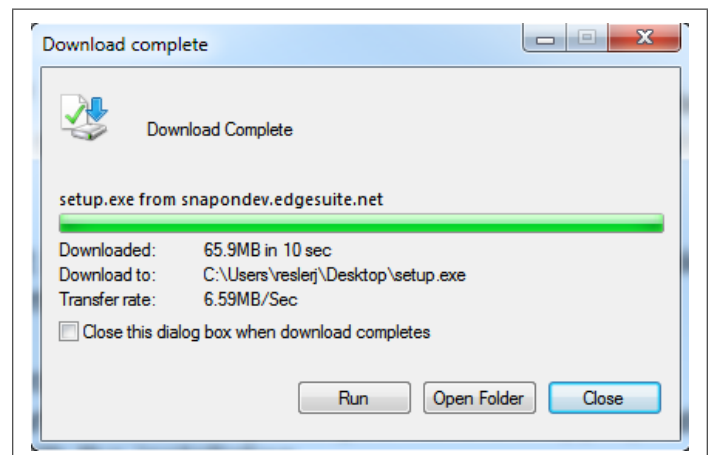 Download complete
Download Complete
setup.exe from snapondev.edgesuite.net
Downloaded: 65.9MB in 10 sec
Download to: C:\Users\reslerj\Desktop\setup.exe
Transfer rate: 6.59MB/Sec
Close this dialog box when download completes
Run Open Folder Close